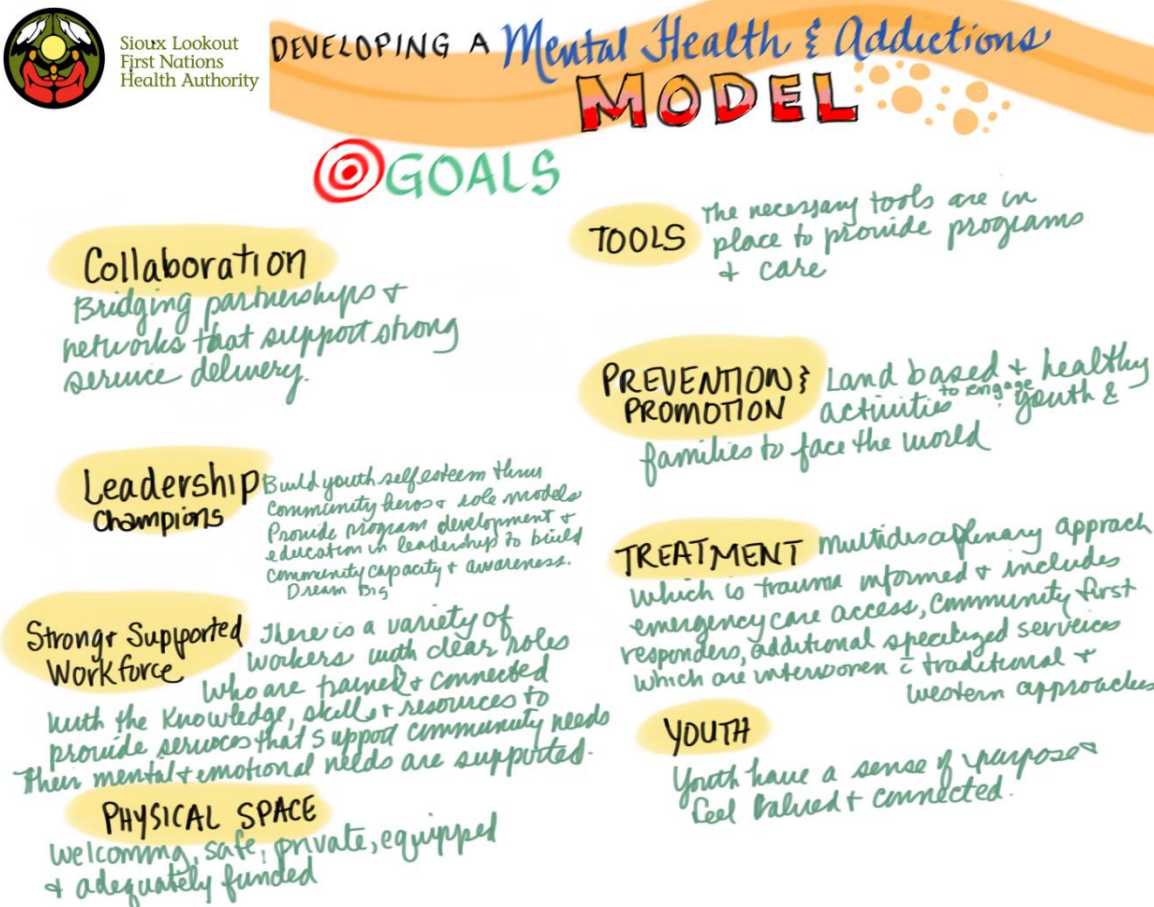 Sioux Lookout
First Nations
Health Authority
DEVELOPING A Mental Health & Addictions
MODEL
GOALS
Collaboration
Bridging partnerships +
networks that support strong
service delivery.
Leadership
Champions
Build youth self esteem thru
community heros + role models
Provide program development +
education in leadership to build
community capacity + awareness.
Dream Big
Strong + Supported
Workforce
There is a variety of
workers with clear roles
who are trained + connected
with the knowledge, skills + resources to
provide services that support community needs
Their mental + emotional needs are supported.
PHYSICAL SPACE
Welcoming, safe, private, equipped
+ adequately funded
TOOLS
The necessary tools are in
place to provide programs
+ care
PREVENTION &
PROMOTION
Land based + healthy
activities to engage youth &
families to face the world
TREATMENT
Multidisciplenary approach
which is trauma informed + includes
emergency care access, community first
responders, additional specilized serveices
which are interwoven c̄ traditional +
western approaches
YOUTH
Youth have a sense of purpose +
feel valued + connected.